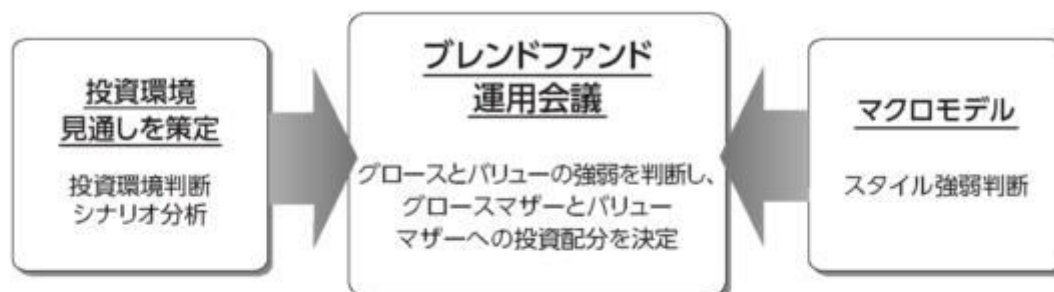 投資環境
見通しを策定
投資環境判断
シナリオ分析
ブレンドファンド
運用会議
グロースとバリューの強弱を判断し、
グロースマザーとバリュー
マザーへの投資配分を決定
マクロモデル
スタイル強弱判断